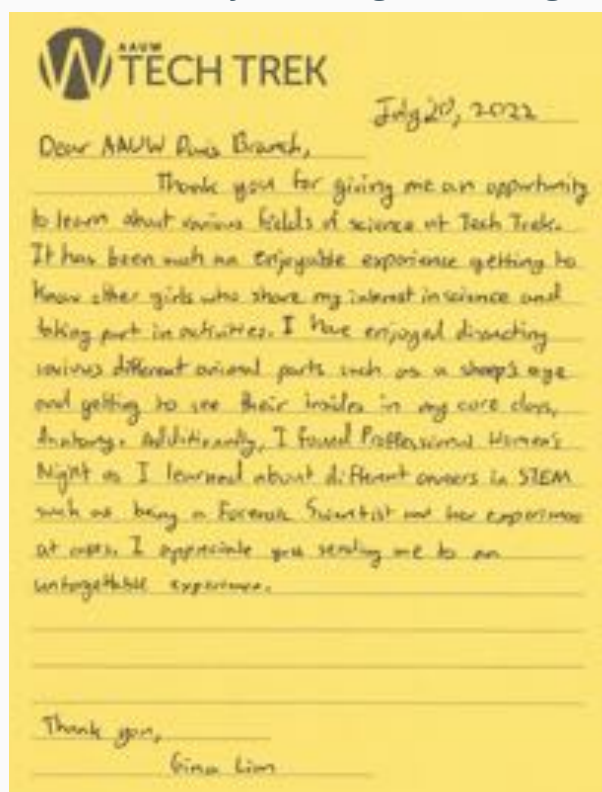 AAUW
TECH TREK
July 20, 2022
Dear AAUW Davis Branch,
Thank you for giving me an opportunity
to learn about various fields of science at Tech Trek.
It has been such an enjoyable experience getting to
know other girls who share my interest in science and
taking part in activities. I have enjoyed dissecting
various different animal parts such as a sheep's eye
and getting to see their insides in my core class,
Anatomy. Additionally, I found Proffessional Women's
Night as I learned about different careers in STEM
such as being a Forensic Scientist and her experience
at I appreciate you sending me to an
unforgettable experience.
Thank you,
Gina Lim